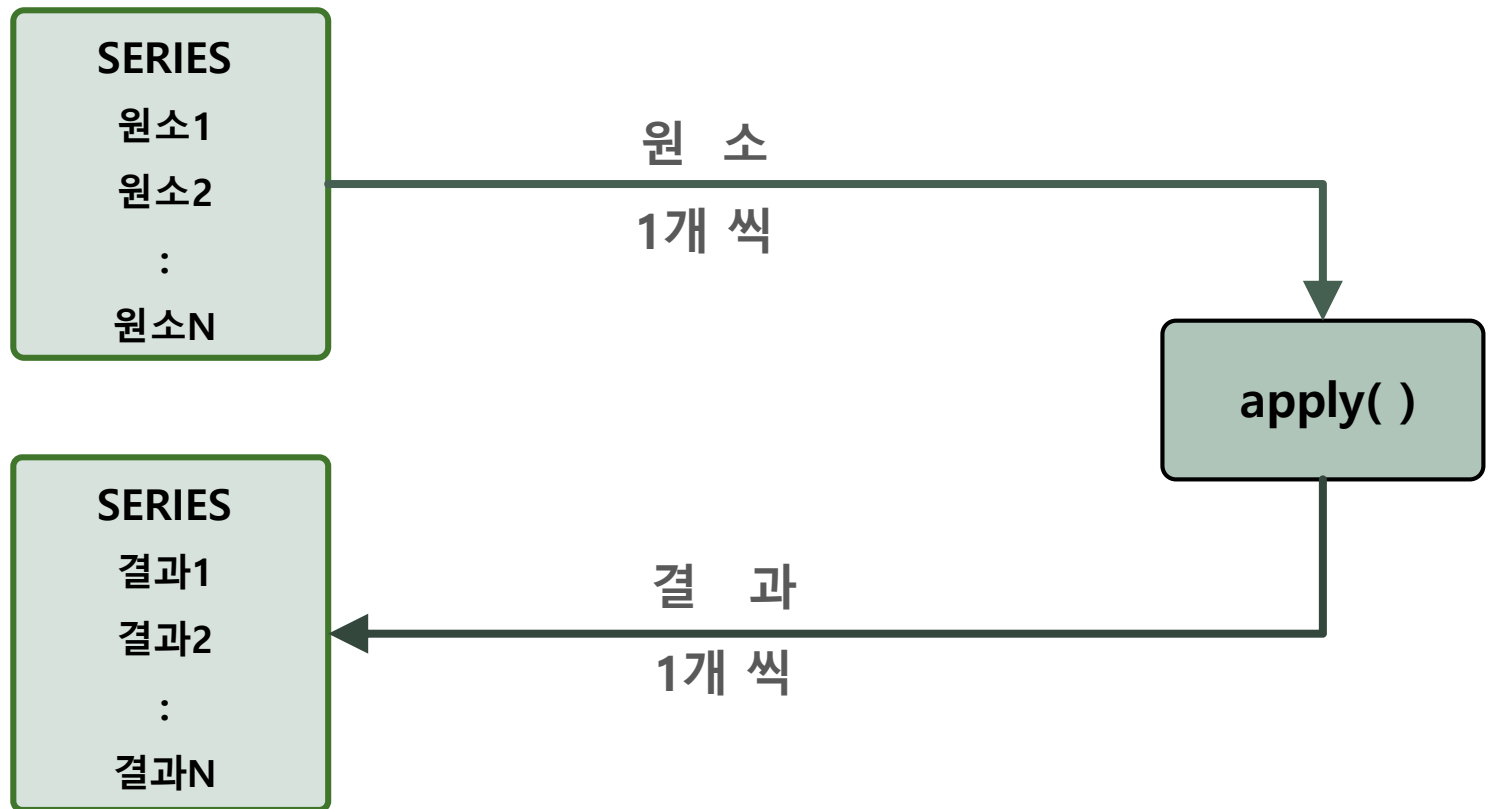 SERIES
원소1
원소2
:
원소N
원 소
1개 씩
apply( )
SERIES
결과1
결과2
:
결과N
결 과
1개 씩